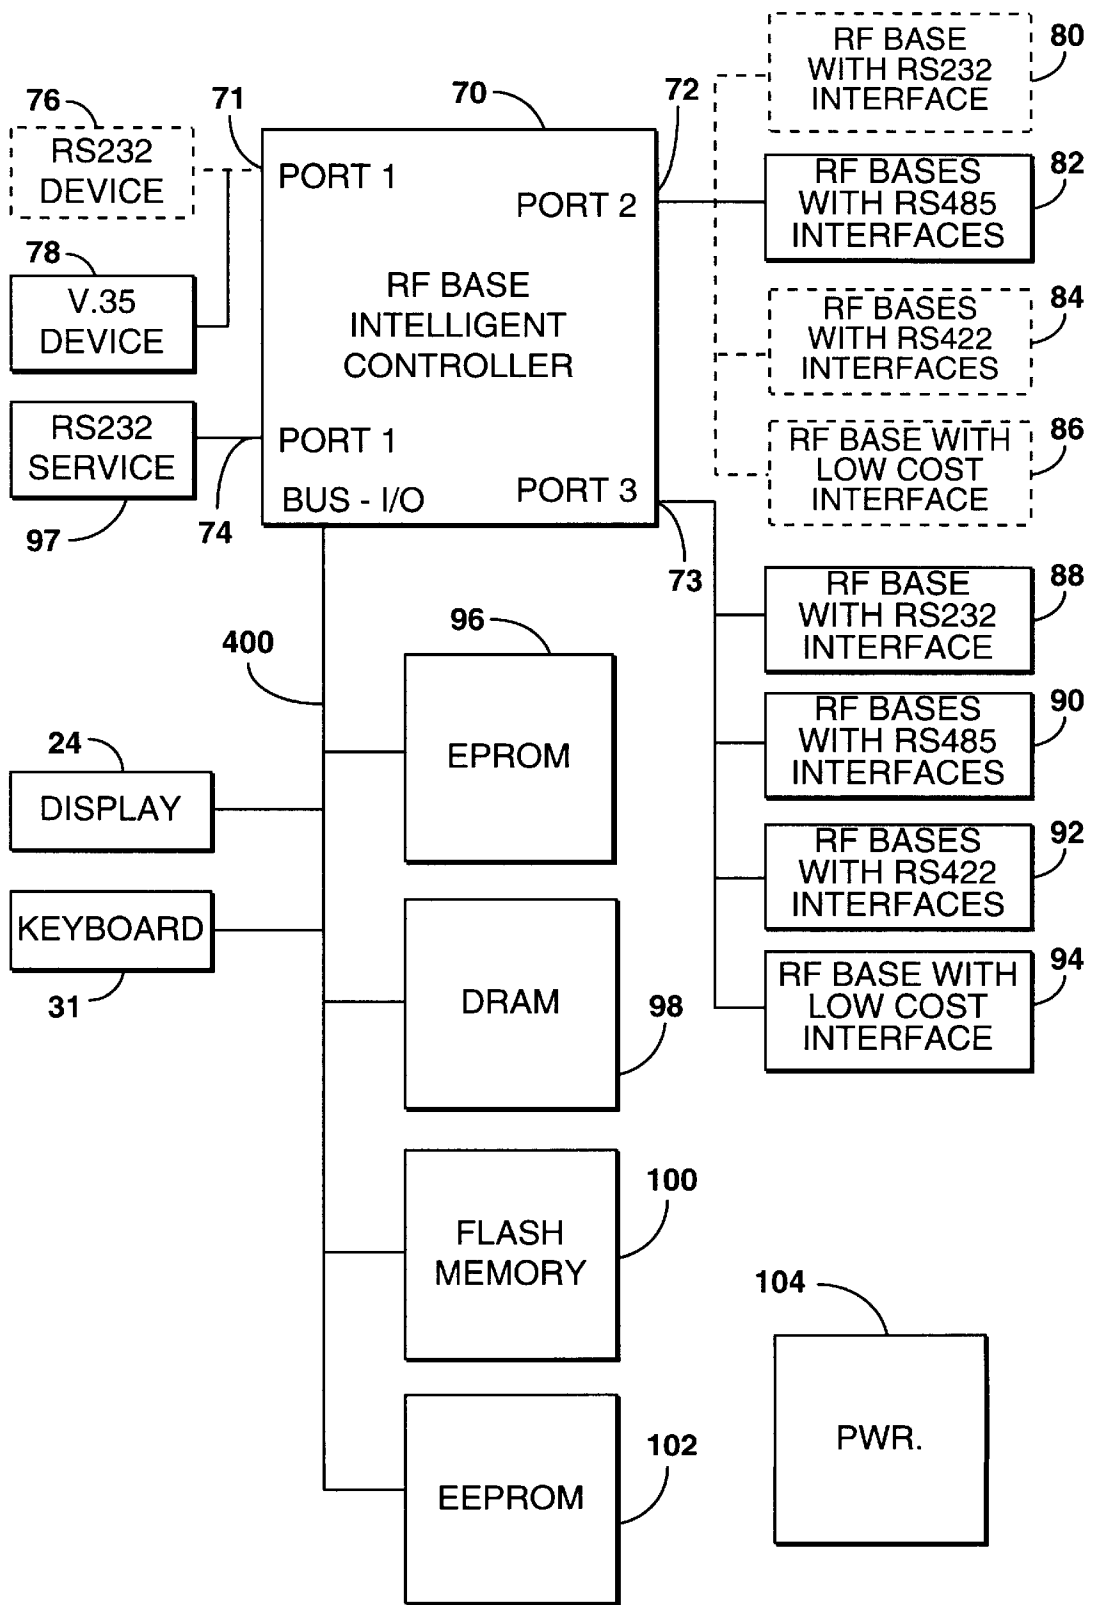 80
RF BASE
WITH RS232
INTERFACE
76
71
70
72
RS232
DEVICE
PORT 1
PORT 2
82
RF BASES
WITH RS485
INTERFACES
78
V.35
DEVICE
RF BASE
INTELLIGENT
CONTROLLER
84
RF BASES
WITH RS422
INTERFACES
RS232
SERVICE
97
74
PORT 1
BUS - I/O
PORT 3
73
86
RF BASE WITH
LOW COST
INTERFACE
88
RF BASE
WITH RS232
INTERFACE
400
96
EPROM
90
RF BASES
WITH RS485
INTERFACES
24
DISPLAY
92
RF BASES
WITH RS422
INTERFACES
KEYBOARD
31
DRAM
98
94
RF BASE WITH
LOW COST
INTERFACE
100
FLASH
MEMORY
104
PWR.
102
EEPROM